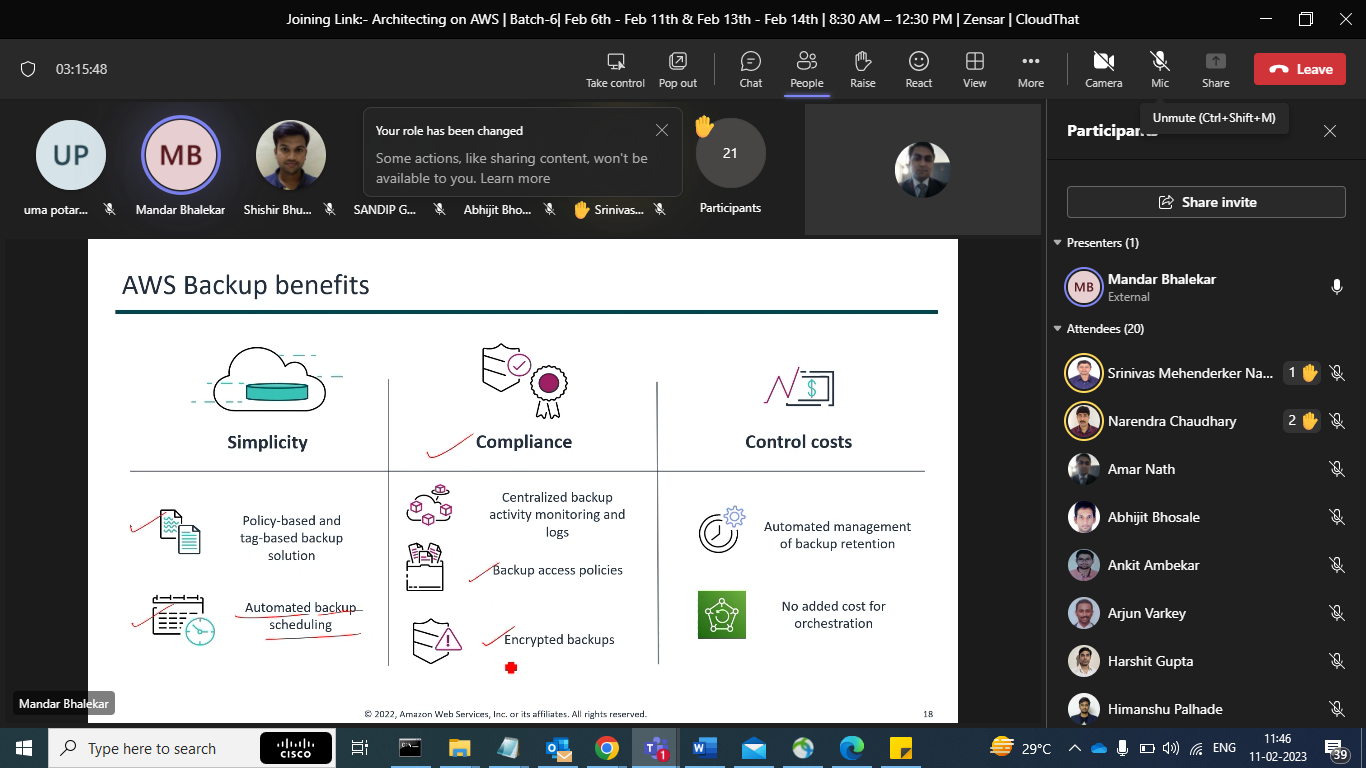 Joining Link:- Architecting on AWS | Batch-6| Feb 6th - Feb 11th & Feb 13th - Feb 14th | 8:30 AM – 12:30 PM | Zensar | CloudThat
03:15:48
Take control
Pop out
Chat
People
Raise
React
View
More
Camera
Mic
Share
Leave
Unmute (Ctrl+Shift+M)
UP
MB
21
uma potar...
Mandar Bhalekar
Shishir Bhu...
SANDIP G...
Abhijit Bho...
Srinivas...
Participants
Your role has been changed
Some actions, like sharing content, won't be
available to you. Learn more
AWS Backup benefits
Simplicity
Policy-based and
tag-based backup
solution
Automated backup
scheduling
Compliance
Centralized backup
activity monitoring and
logs
Backup access policies
Encrypted backups
Control costs
$
Automated management
of backup retention
No added cost for
orchestration
© 2022, Amazon Web Services, Inc. or its affiliates. All rights reserved.
18
Mandar Bhalekar
Share invite
Presenters (1)
MB
Mandar Bhalekar
External
Attendees (20)
Srinivas Mehenderker Na...
1
Narendra Chaudhary
2
Amar Nath
Abhijit Bhosale
Ankit Ambekar
Arjun Varkey
Harshit Gupta
Himanshu Palhade
Type here to search
CISCO
1
W
29°C
ENG
11:46
11-02-2023
39